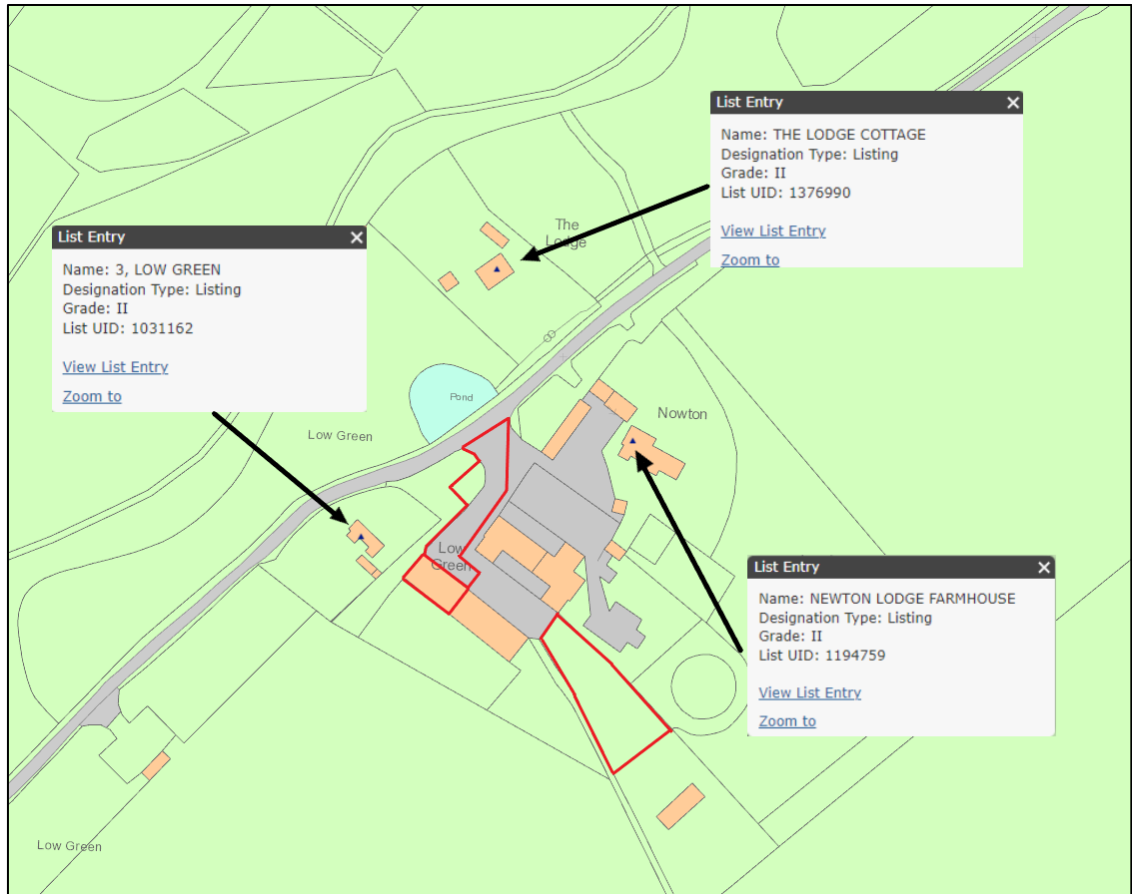 List Entry
Name: THE LODGE COTTAGE
Designation Type: Listing
Grade: II
List UID: 1376990
View List Entry
Zoom to
The
Lodge
List Entry
Name: 3, LOW GREEN
Designation Type: Listing
Grade: II
List UID: 1031162
View List Entry
Zoom to
Pond
Nowton
Low Green
Low
Green
List Entry
Name: NEWTON LODGE FARMHOUSE
Designation Type: Listing
Grade: II
List UID: 1194759
View List Entry
Zoom to
Low Green